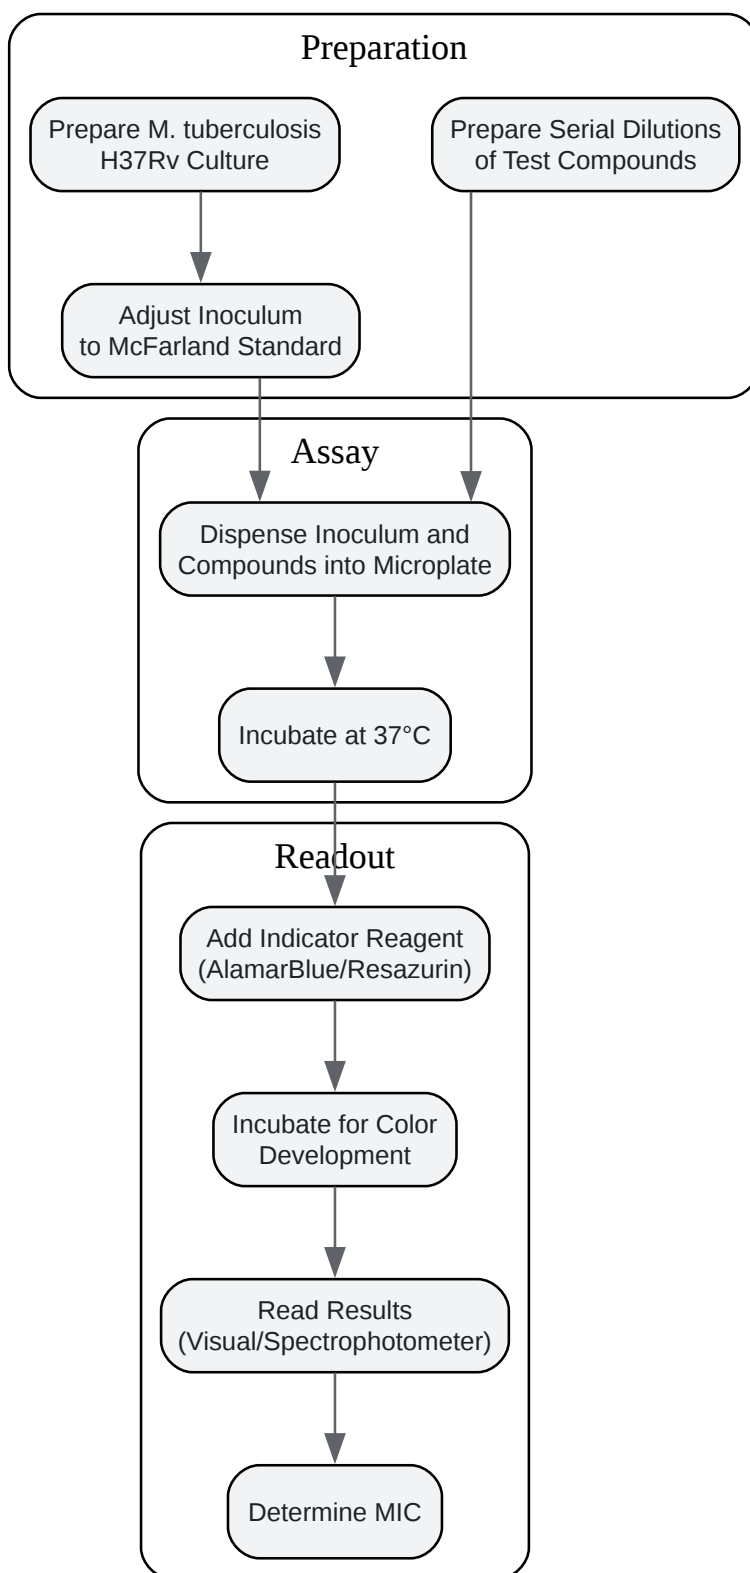 Preparation
Prepare M. tuberculosis
H37Rv Culture
Prepare Serial Dilutions
of Test Compounds
Adjust Inoculum
to McFarland Standard
Assay
Dispense Inoculum and
Compounds into Microplate
Incubate at 37°C
Readout
Add Indicator Reagent
(AlamarBlue/Resazurin)
Incubate for Color
Development
Read Results
(Visual/Spectrophotometer)
Determine MIC